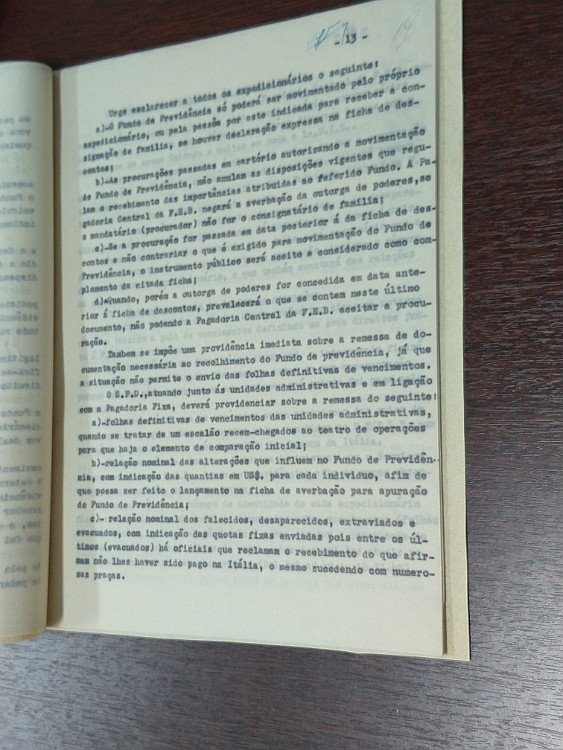 - 13 -
Urge esclarecer a todos os expedicionários o seguinte:
a)-O Fundo de Previdência só poderá ser movimentado pelo próprio
expedicionário, ou pela pessôa por este indicada para receber a con-
signação de família, se houver declaração expressa na ficha de des-
contos;
b)-As procurações passadas em cartório autorizando a movimentação
do Fundo de Previdência, não anulam as disposições vigentes que regu-
lam o recebimento das importâncias atribuidas ao referido Fundo. A Pa-
gadoria Central da F.E.B. negará a averbação da outorga de poderes,se
o mandatário (procurador) não for o consignatário de família;
c)-Se a procuração for passada em data posterior á da ficha de des-
contos e não contrariar o que é exigido para movimentação do Fundo de
Previdência, o instrumento público será aceito e considerado como com-
plemento da citada ficha;
d)-Quando, porém a outorga de poderes for concedida em data ante-
rior á ficha de descontos, prevalecerá o que se contem neste último
documento, não podendo a Pagadoria Central da F.E.B. aceitar a procu-
ração.
Tambem se impõe uma providência imediata sobre a remessa de do-
cumentação necessária ao recolhimento do Fundo de previdência, já que
a situação não permite o envio das folhas definitivas de vencimentos.
O S.F.D.,atuando junto ás unidades administrativas e em ligação
com a Pagadoria Fixa, deverá providenciar sobre a remessa do seguinte:
a)-folhas definitivas de vencimentos das unidades administrativas,
quando se tratar de um escalão recem-chegados ao teatro de operações
para que haja o elemento de comparação inicial;
b)-relação nominal das alterações que influem no Fundo de Previdên-
cia, com indicação das quantias em US$. para cada indivíduo, afim de
que possa ser feito o lançamento na ficha de averbação para apuração
do Fundo de Previdência;
c)- relação nominal dos falecidos, desaparecidos, extraviados e
evacuados, com indicação das quotas fixas enviadas pois entre os úl-
timos (evacuados) há oficiais que reclamam o recebimento do que afir-
mam não lhes haver sido pago na Itália, o mesmo sucedendo com numero-
sas praças.